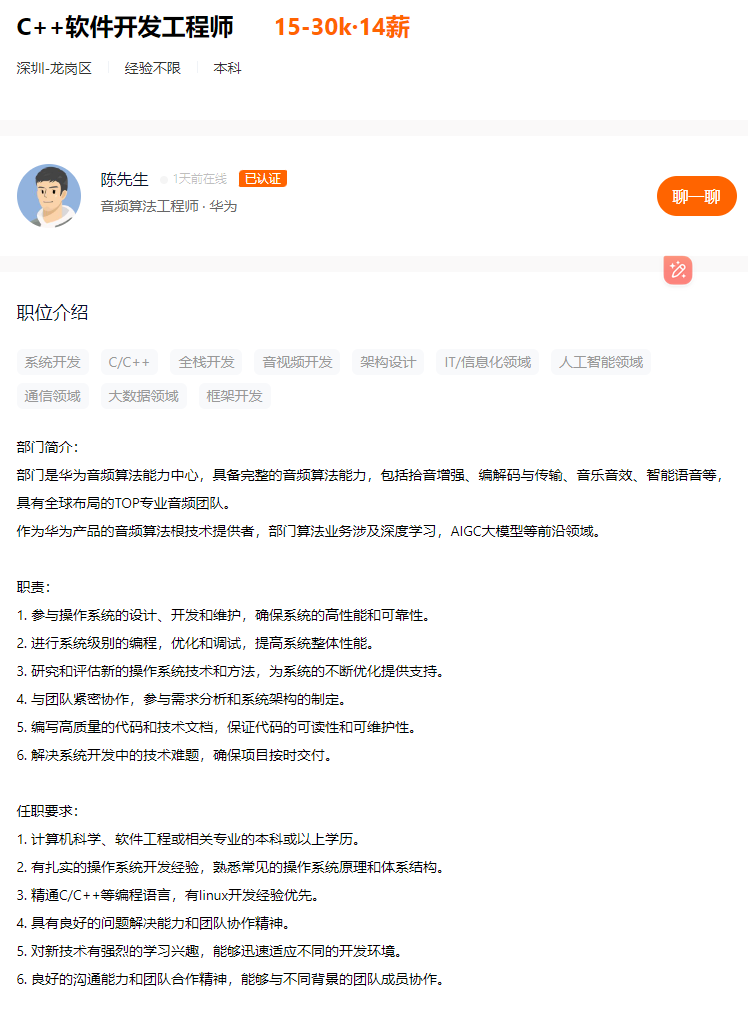 C++软件开发工程师 15-30k·14薪
深圳-龙岗区 经验不限 本科
陈先生 1天前在线 已认证
音频算法工程师 · 华为
聊一聊
职位介绍
系统开发 C/C++ 全栈开发 音视频开发 架构设计 IT/信息化领域 人工智能领域
通信领域 大数据领域 框架开发
部门简介：
部门是华为音频算法能力中心，具备完整的音频算法能力，包括拾音增强、编解码与传输、音乐音效、智能语音等，
具有全球布局的TOP专业音频团队。
作为华为产品的音频算法根技术提供者，部门算法业务涉及深度学习，AIGC大模型等前沿领域。
职责：
1. 参与操作系统的设计、开发和维护，确保系统的高性能和可靠性。
2. 进行系统级别的编程，优化和调试，提高系统整体性能。
3. 研究和评估新的操作系统技术和方法，为系统的不断优化提供支持。
4. 与团队紧密协作，参与需求分析和系统架构的制定。
5. 编写高质量的代码和技术文档，保证代码的可读性和可维护性。
6. 解决系统开发中的技术难题，确保项目按时交付。
任职要求：
1. 计算机科学、软件工程或相关专业的本科或以上学历。
2. 有扎实的操作系统开发经验，熟悉常见的操作系统原理和体系结构。
3. 精通C/C++等编程语言，有linux开发经验优先。
4. 具有良好的问题解决能力和团队协作精神。
5. 对新技术有强烈的学习兴趣，能够迅速适应不同的开发环境。
6. 良好的沟通能力和团队合作精神，能够与不同背景的团队成员协作。